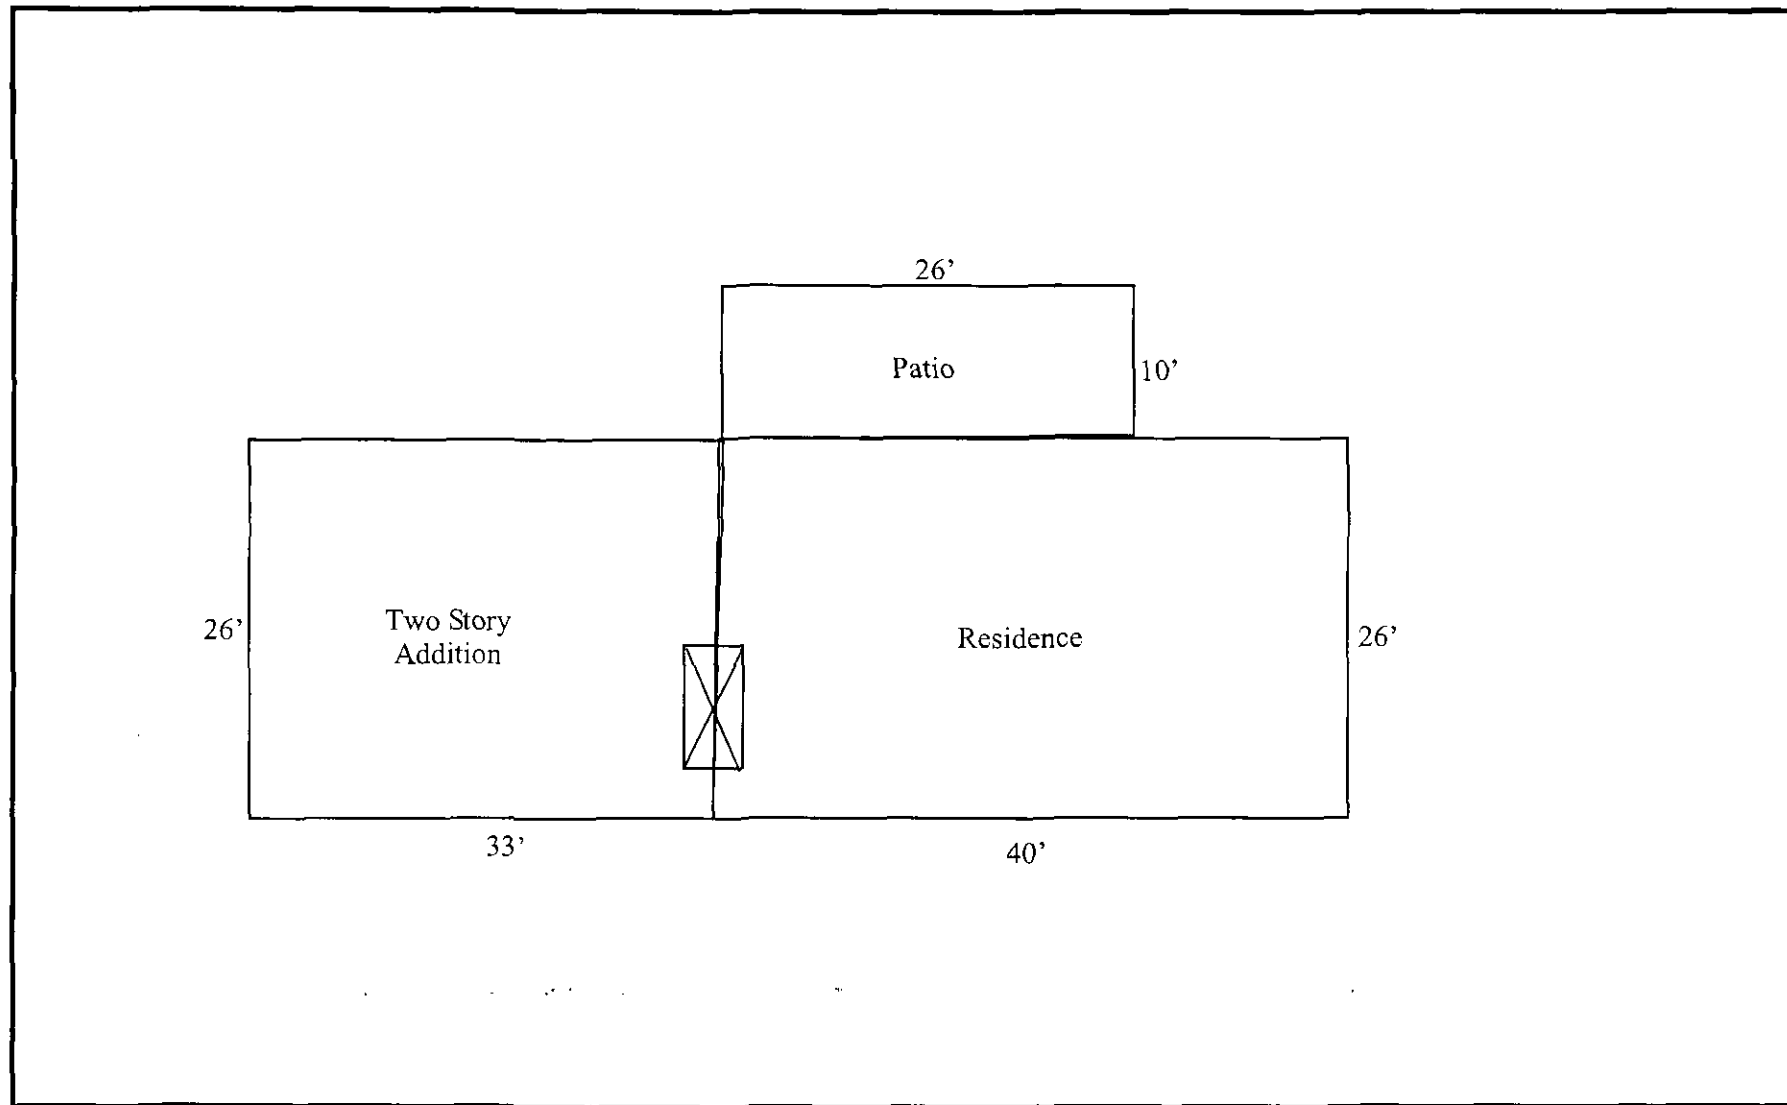 26’
Patio
10’
Two Story
Addition
26’
Residence
26’
33’
40’